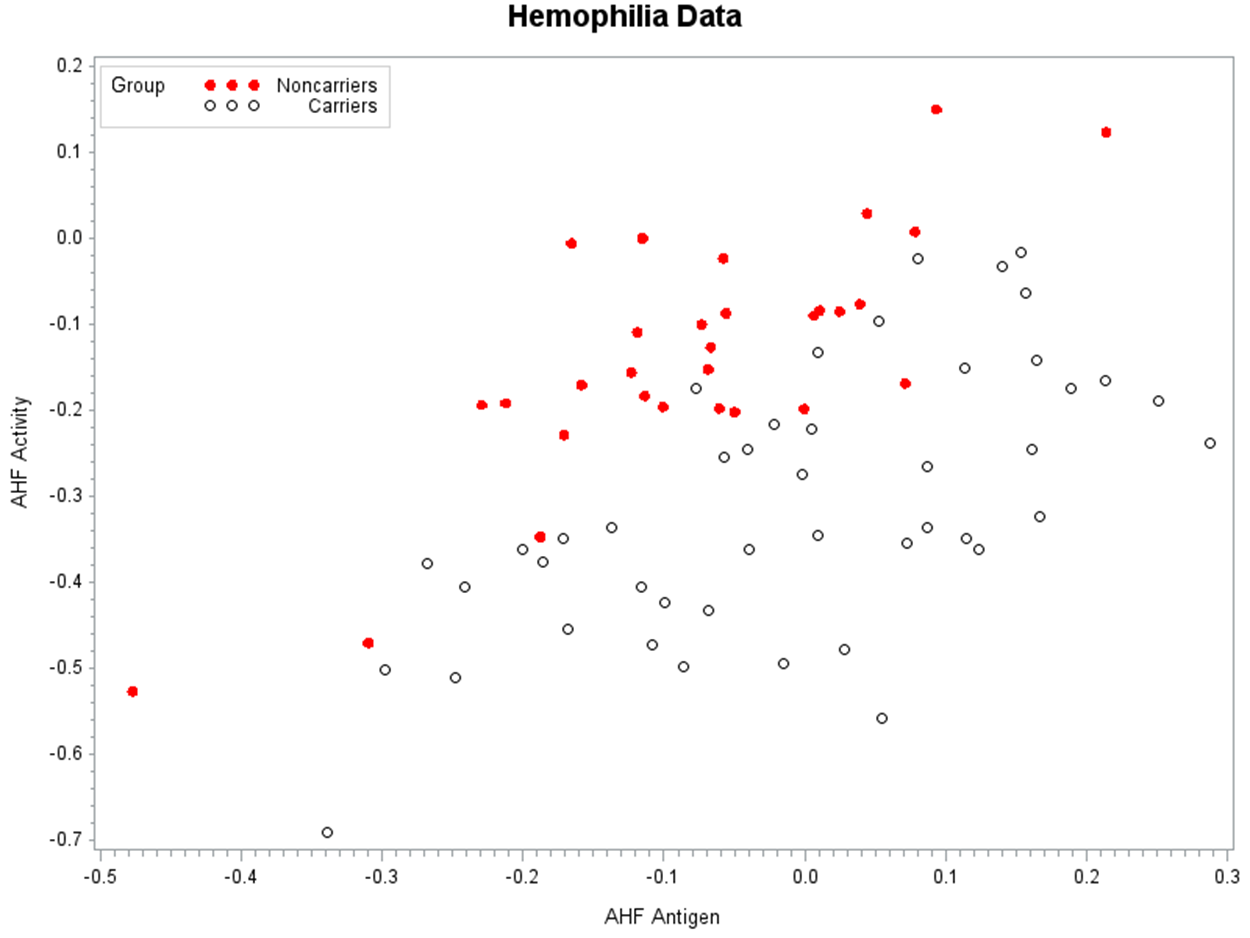 Hemophilia Data
Group Noncarriers
Carriers
0.2
0.1
0.0
-0.1
-0.2
-0.3
-0.4
-0.5
-0.6
-0.7
AHF Activity
-0.5 -0.4 -0.3 -0.2 -0.1 0.0 0.1 0.2 0.3
AHF Antigen